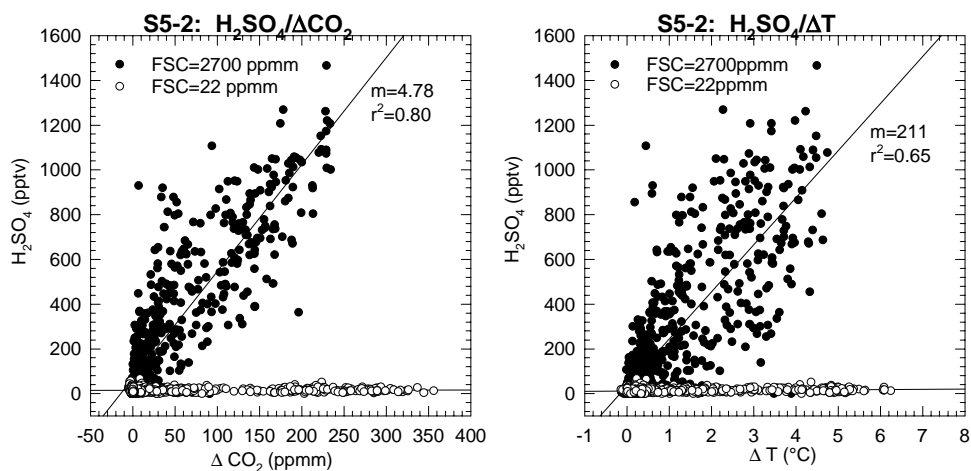 S5-2: H₂SO₄/ΔCO₂
1600
1400
1200
1000
800
600
400
200
0
H₂SO₄ (pptv)
FSC=2700 ppmm
FSC=22 ppmm
m=4.78
r²=0.80
-50 0 50 100 150 200 250 300 350 400
Δ CO₂ (ppmm)
S5-2: H₂SO₄/ΔT
1600
1400
1200
1000
800
600
400
200
0
H₂SO₄ (pptv)
FSC=2700ppmm
FSC=22ppmm
m=211
r²=0.65
-1 0 1 2 3 4 5 6 7 8
Δ T (°C)